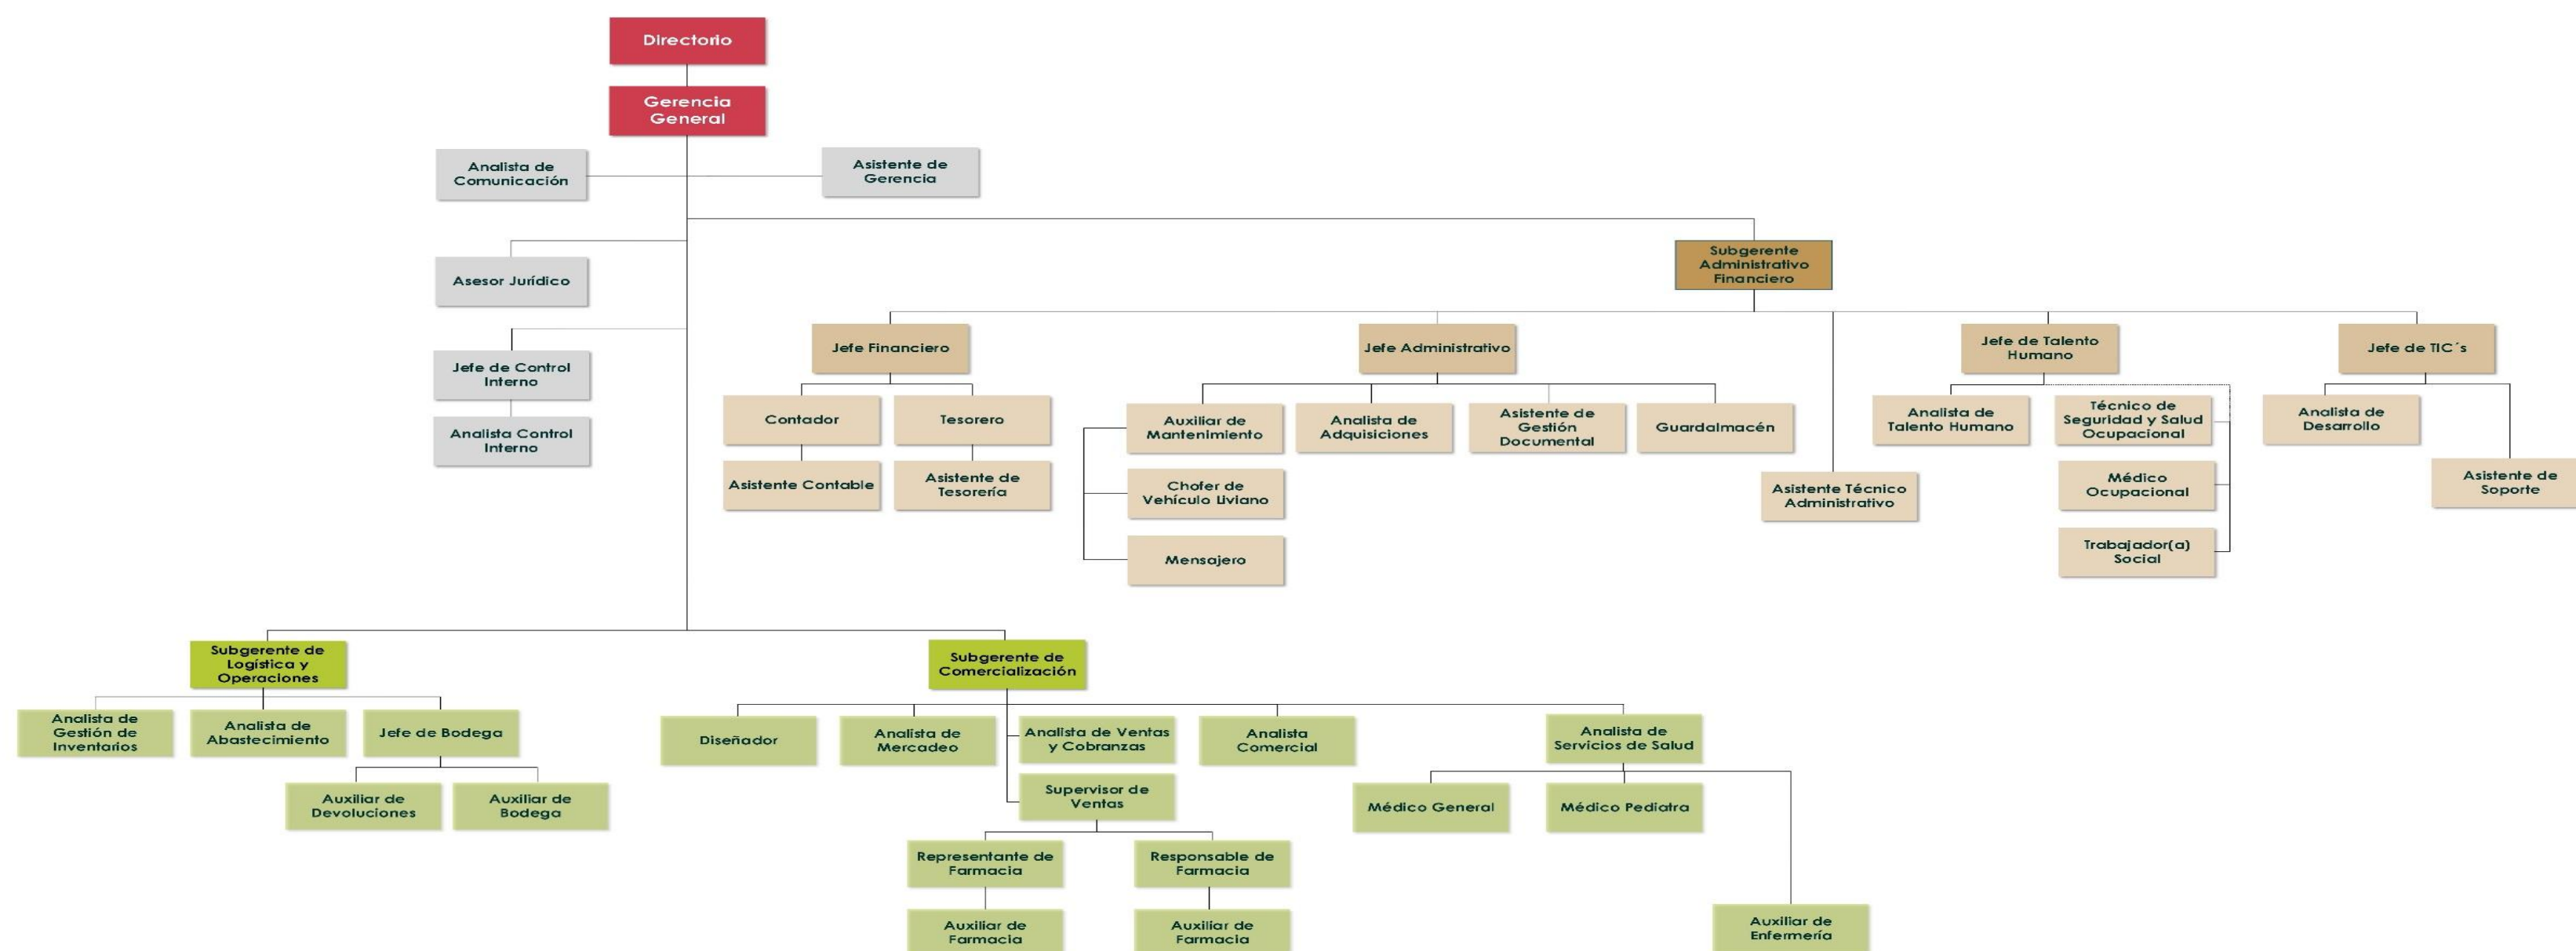 Directorio
Gerencia
General
Analista de
Comunicación
Asistente de
Gerencia
Asesor Jurídico
Jefe de Control
Interno
Analista Control
Interno
Subgerente
Administrativo
Financiero
Jefe Financiero
Jefe Administrativo
Jefe de Talento
Humano
Jefe de TIC´s
Contador
Tesorero
Asistente Contable
Asistente de
Tesorería
Auxiliar de
Mantenimiento
Analista de
Adquisiciones
Asistente de
Gestión
Documental
Guardalmacén
Chofer de
Vehículo Liviano
Mensajero
Asistente Técnico
Administrativo
Analista de
Talento Humano
Técnico de
Seguridad y Salud
Ocupacional
Médico
Ocupacional
Trabajador(a)
Social
Analista de
Desarrollo
Asistente de
Soporte
Subgerente de
Logística y
Operaciones
Subgerente de
Comercialización
Analista de
Gestión de
Inventarios
Analista de
Abastecimiento
Jefe de Bodega
Auxiliar de
Devoluciones
Auxiliar de
Bodega
Diseñador
Analista de
Mercadeo
Analista de Ventas
y Cobranzas
Analista
Comercial
Analista de
Servicios de Salud
Supervisor de
Ventas
Médico General
Médico Pediatra
Representante de
Farmacia
Responsable de
Farmacia
Auxiliar de
Farmacia
Auxiliar de
Farmacia
Auxiliar de
Enfermería